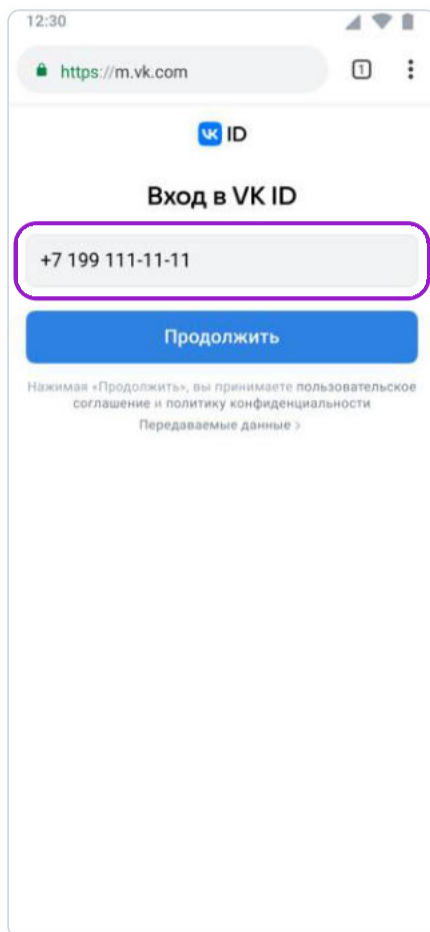 12:30
https://m.vk.com
1
VK ID
Вход в VK ID
+7 199 111-11-11
Продолжить
Нажимая «Продолжить», вы принимаете пользовательское
соглашение и политику конфиденциальности
Передаваемые данные >